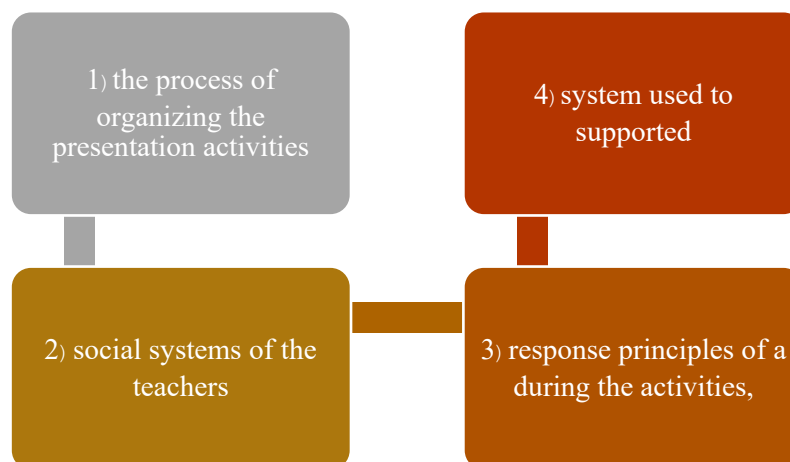 1) the process of
organizing the
presentation activities
2) social systems of the
teachers
3) response principles of a
during the activities,
4) system used to
supported